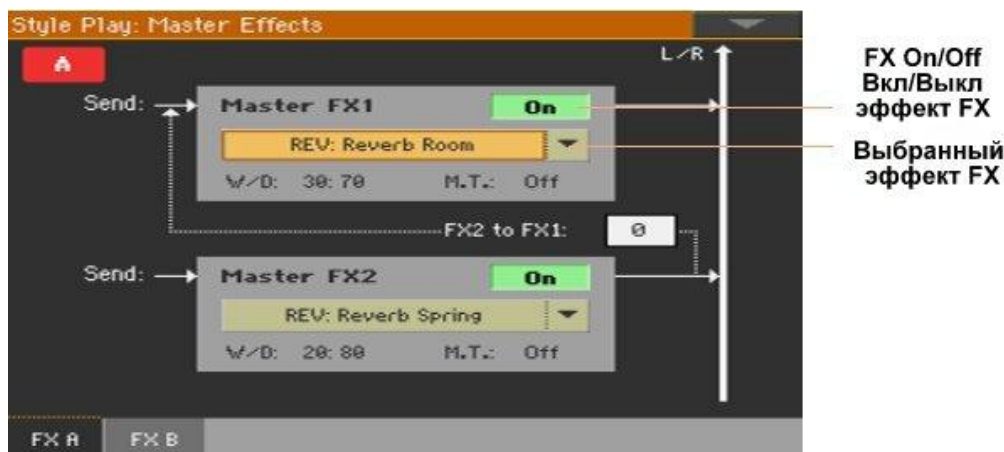 Style Play: Master Effects
A
L/R
Send:
Master FX1
On
REV: Reverb Room
W/D: 30:70 M.T.: Off
FX2 to FX1:
0
Send:
Master FX2
On
REV: Reverb Spring
W/D: 20:80 M.T.: Off
FX A
FX B
FX On/Off
Вкл/Выкл
эффект FX
Выбранный
эффект FX